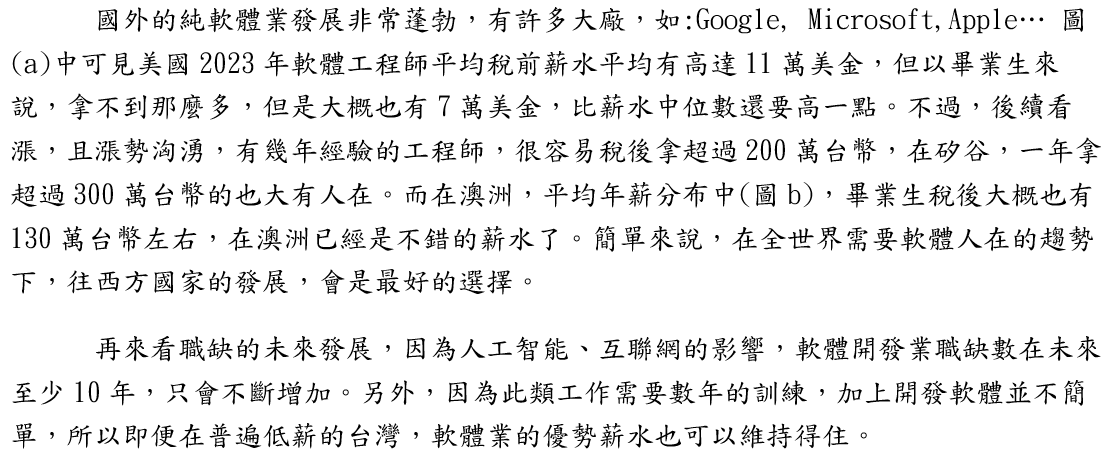 國外的純軟體業發展非常蓬勃，有許多大廠，如:Google, Microsoft, Apple… 圖
(a)中可見美國 2023 年軟體工程師平均稅前薪水平均有高達 11 萬美金，但以畢業生來
說，拿不到那麼多，但是大概也有 7 萬美金，比薪水中位數還要高一點。不過，後續看
漲，且漲勢洶湧，有幾年經驗的工程師，很容易稅後拿超過 200 萬台幣，在矽谷，一年拿
超過 300 萬台幣的也大有人在。而在澳洲，平均年薪分布中(圖 b)，畢業生稅後大概也有
130 萬台幣左右，在澳洲已經是不錯的薪水了。簡單來說，在全世界需要軟體人在的趨勢
下，往西方國家的發展，會是最好的選擇。
再來看職缺的未來發展，因為人工智能、互聯網的影響，軟體開發業職缺數在未來
至少 10 年，只會不斷增加。另外，因為此類工作需要數年的訓練，加上開發軟體並不簡
單，所以即便在普遍低薪的台灣，軟體業的優勢薪水也可以維持得住。